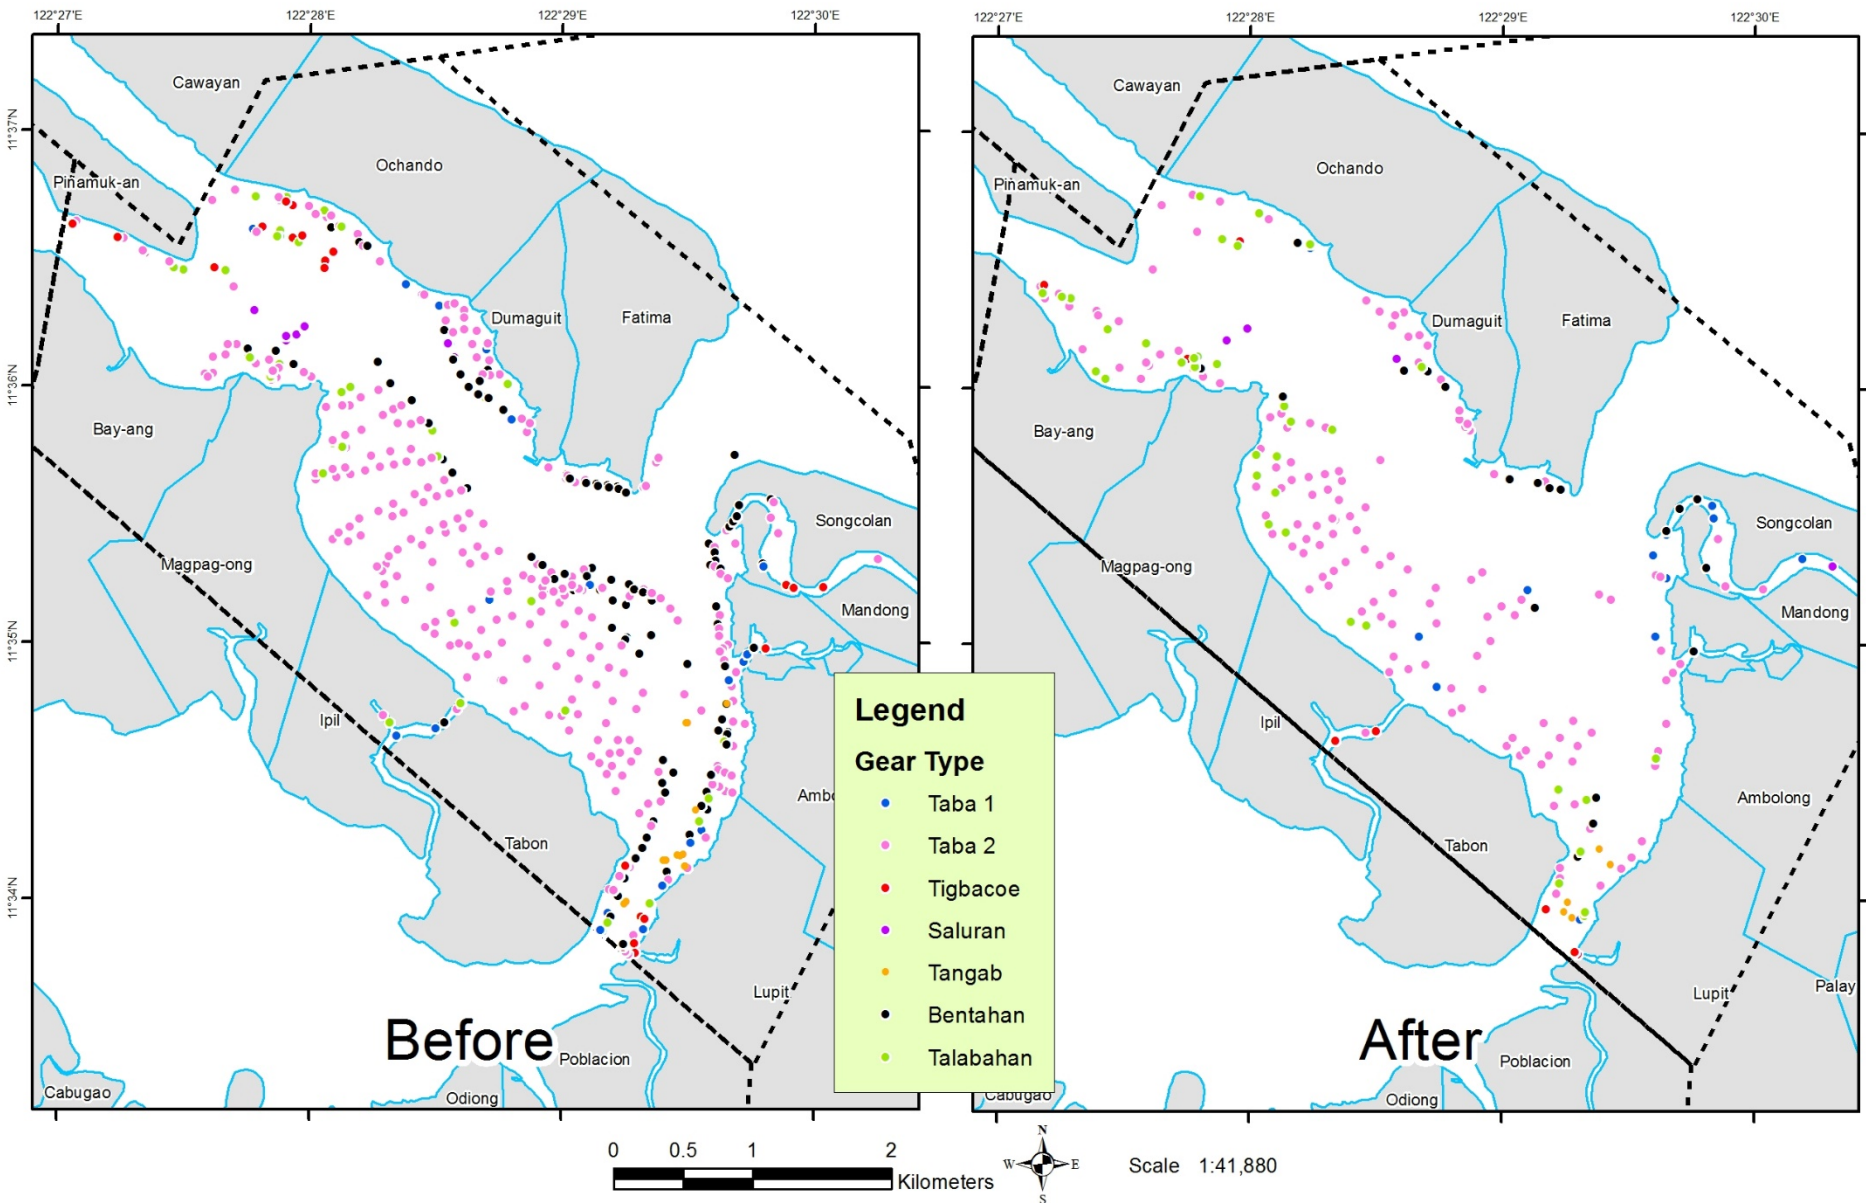 122°27'E 122°28'E 122°29'E 122°30'E 122°27'E 122°28'E 122°29'E 122°30'E
11°37'N
11°36'N
11°35'N
11°34'N
Cawayan
Ochando
Pinamuk-an
Dumaguit
Fatima
Bay-ang
Songcolan
Magpag-ong
Mandong
Ipil
Ambo
Tabon
Lupit
Before
Poblacion
Cabugao
Odiong
Legend
Gear Type
Taba 1
Taba 2
Tigbacoe
Saluran
Tangab
Bentahan
Talabahan
Cawayan
Ochando
Pinamuk-an
Dumaguit
Fatima
Bay-ang
Songcolan
Magpag-ong
Mandong
Ipil
Ambolong
Tabon
Palay
Lupit
After
Poblacion
Cabugao
Odiong
0 0.5 1 2
Kilometers
N
W E
S
Scale 1:41,880